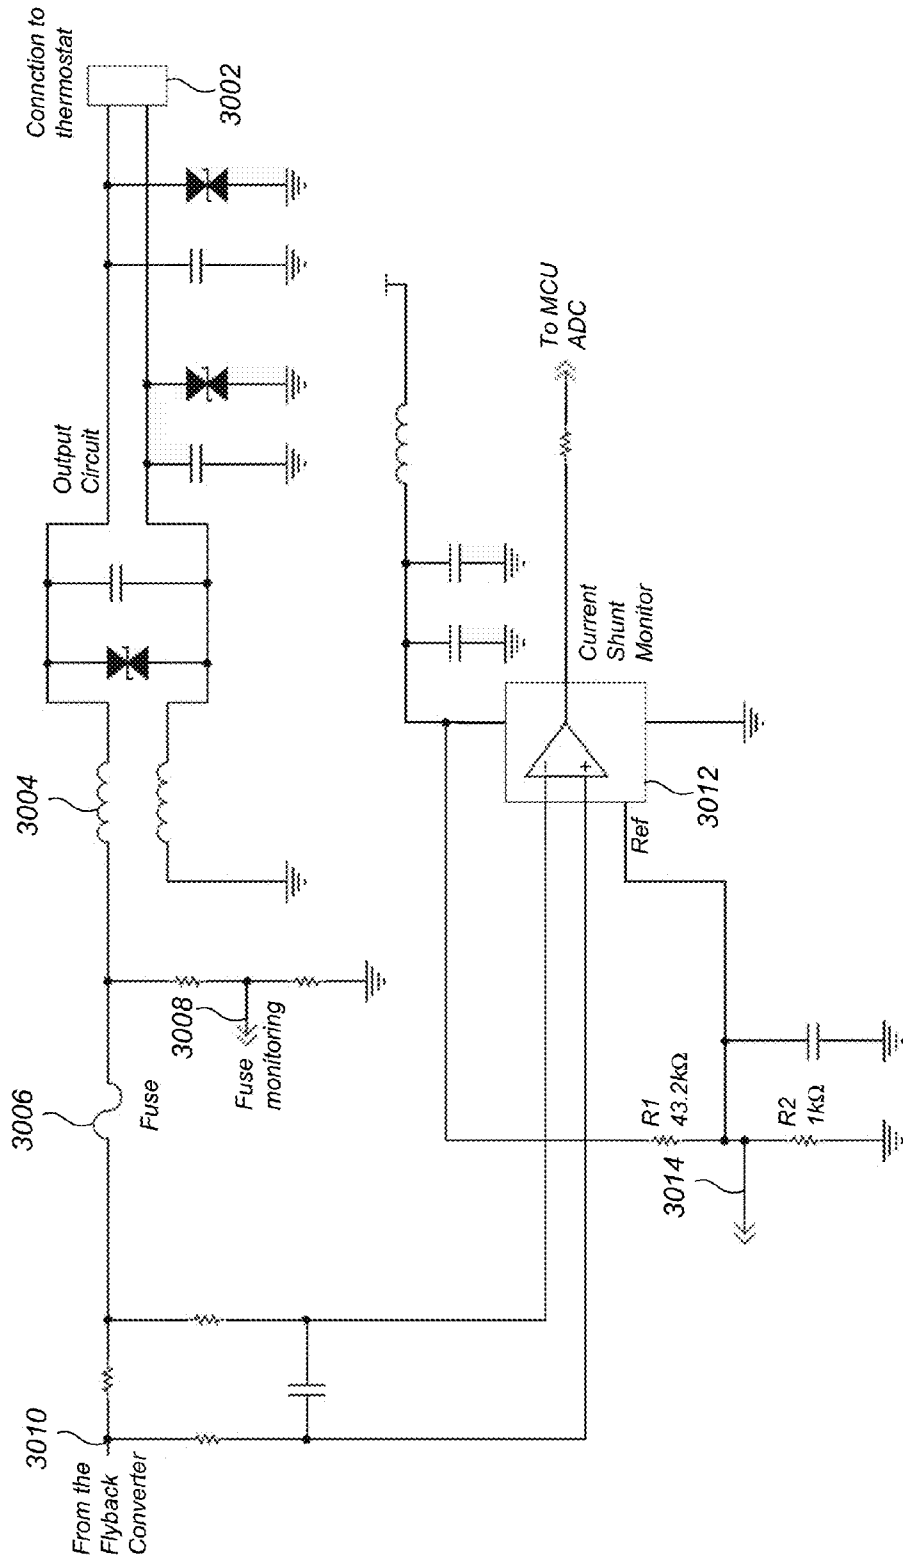 Connction to
thermostat
3002
Output
Circuit
3004
3006
Fuse
3008
Fuse
monitoring
3010
From the
Flyback
Converter
To MCU
ADC
Current
Shunt
Monitor
-
+
3012
Ref
R1
43.2kΩ
3014
R2
1kΩ